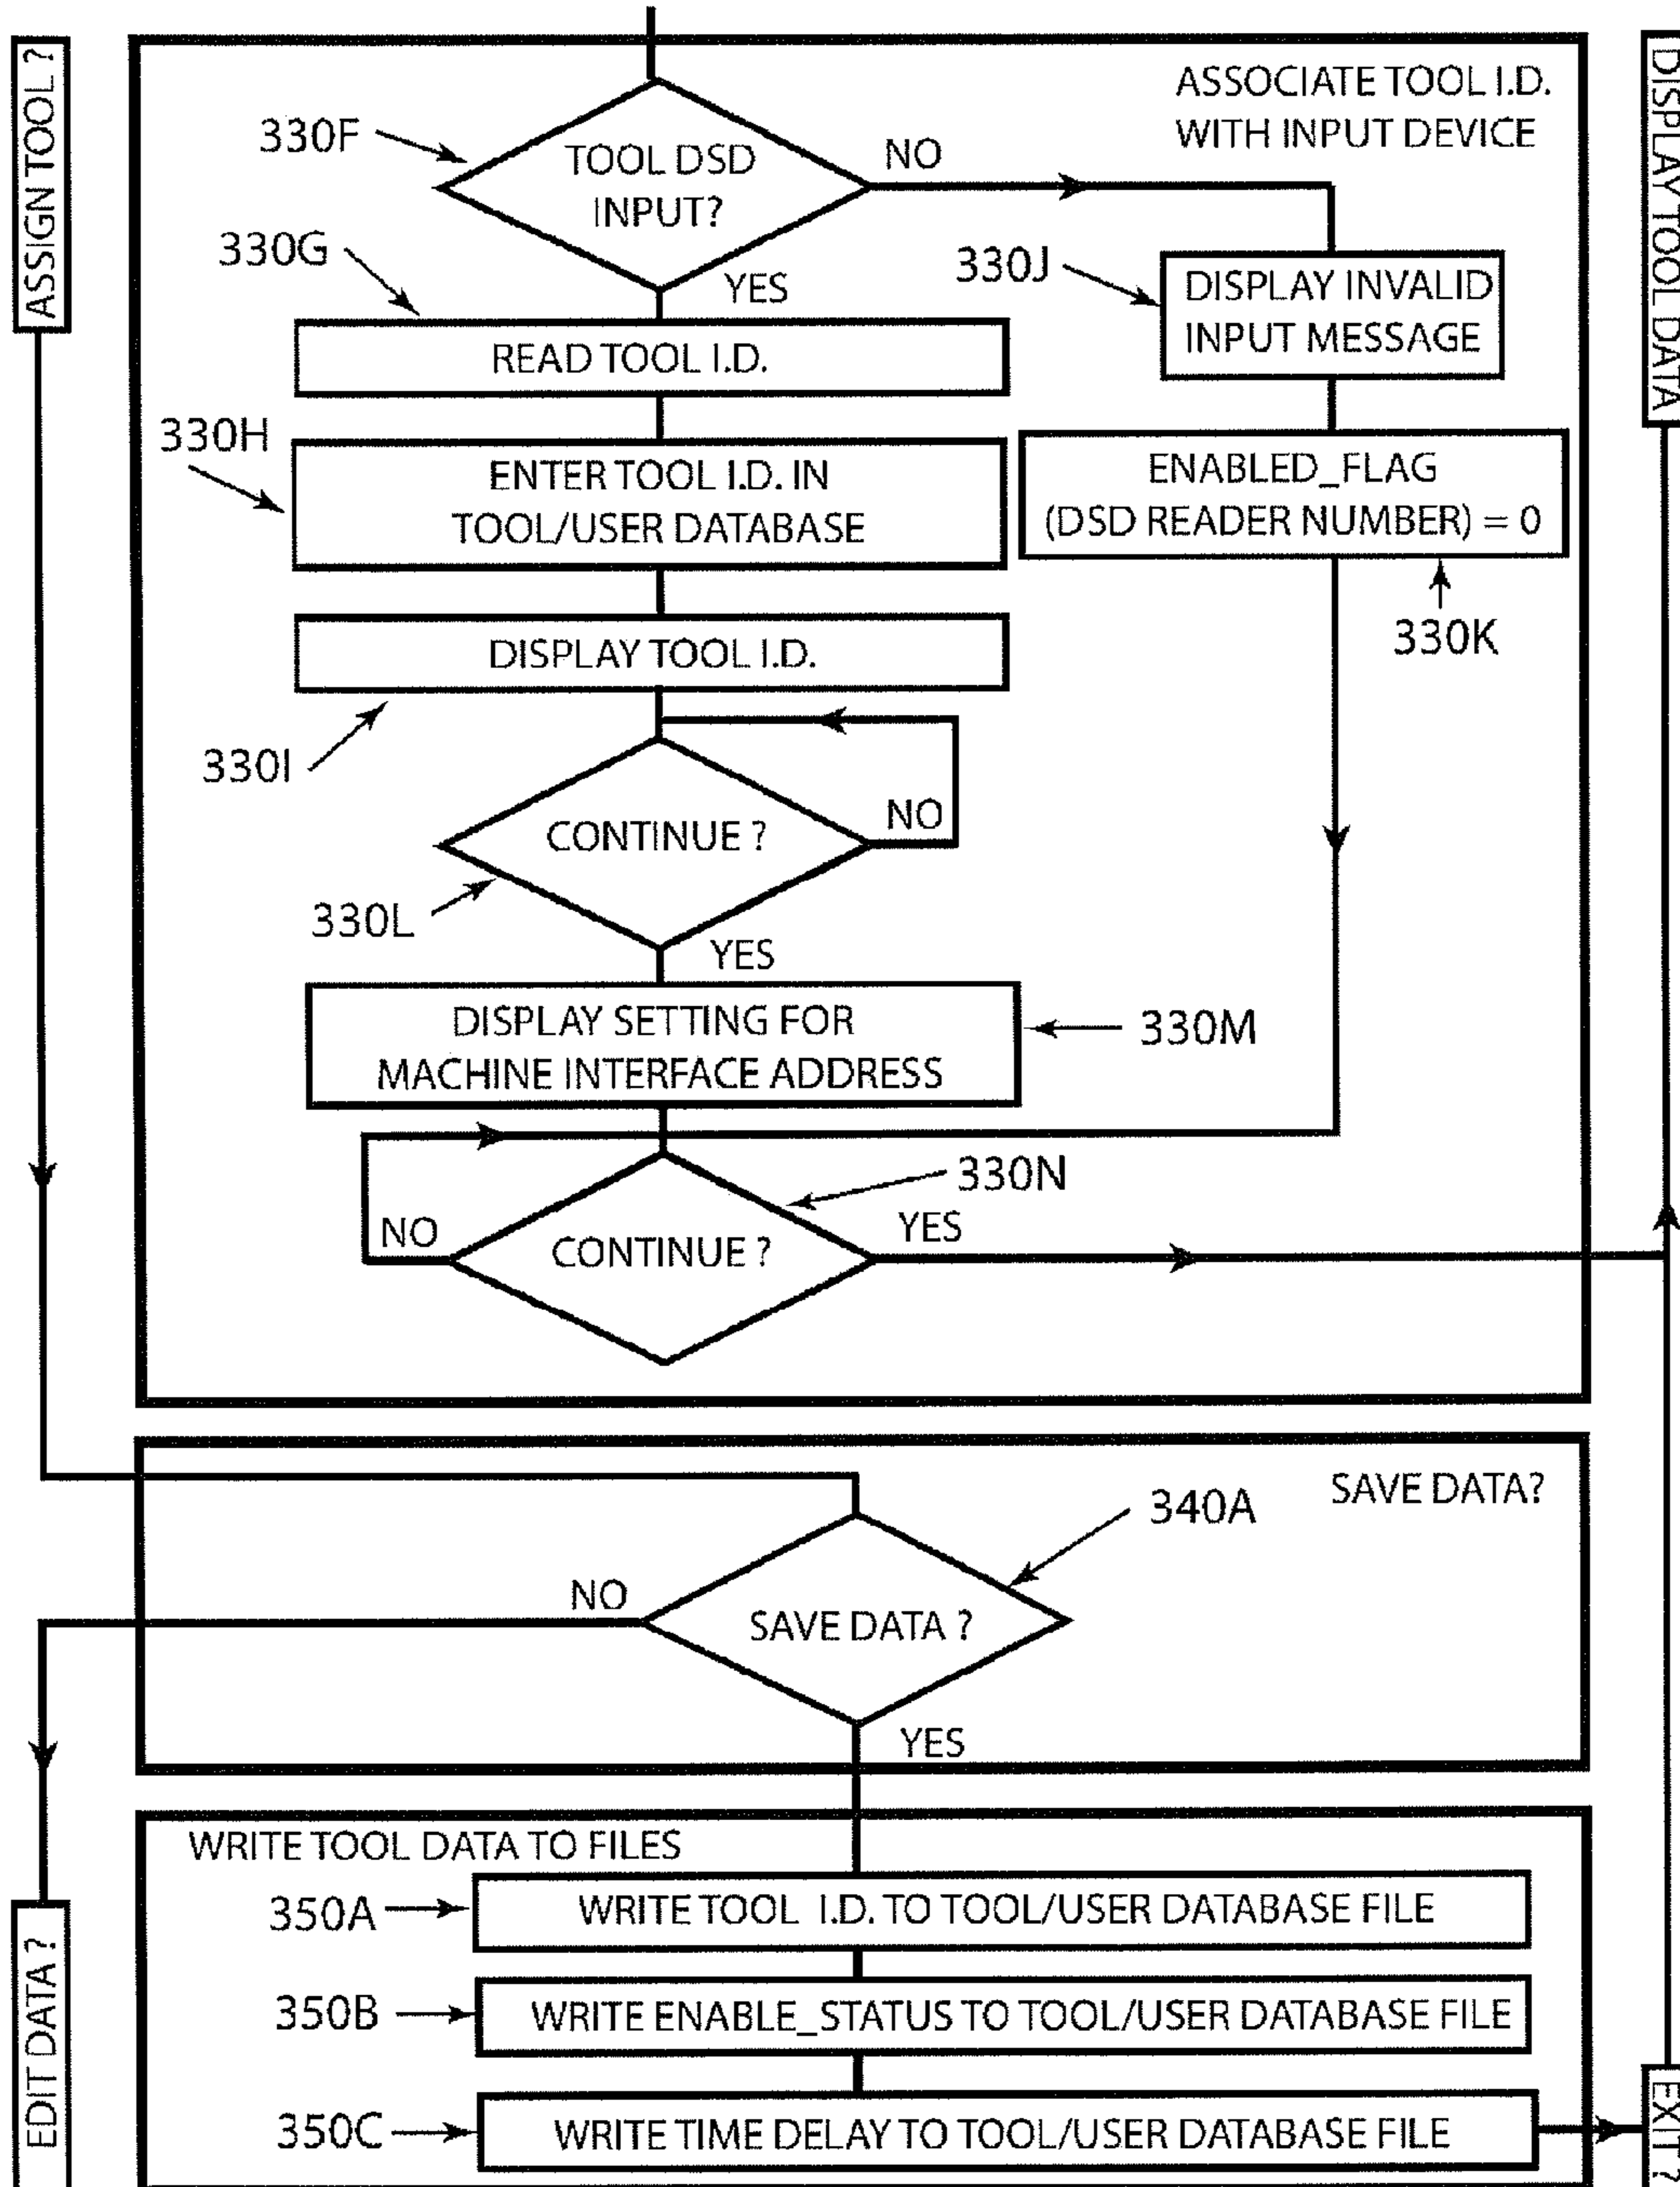 ASSIGN TOOL ?
DISPLAY TOOL DATA
ASSOCIATE TOOL I.D.
WITH INPUT DEVICE
330F
TOOL DSD
INPUT?
NO
YES
330G
READ TOOL I.D.
330J
DISPLAY INVALID
INPUT MESSAGE
330H
ENTER TOOL I.D. IN
TOOL/USER DATABASE
ENABLED_FLAG
(DSD READER NUMBER) = 0
330K
DISPLAY TOOL I.D.
330I
CONTINUE ?
NO
330L
YES
DISPLAY SETTING FOR
MACHINE INTERFACE ADDRESS
330M
330N
NO
CONTINUE ?
YES
SAVE DATA?
340A
NO
SAVE DATA ?
YES
WRITE TOOL DATA TO FILES
350A
WRITE TOOL I.D. TO TOOL/USER DATABASE FILE
350B
WRITE ENABLE_STATUS TO TOOL/USER DATABASE FILE
350C
WRITE TIME DELAY TO TOOL/USER DATABASE FILE
EDIT DATA ?
EXIT ?